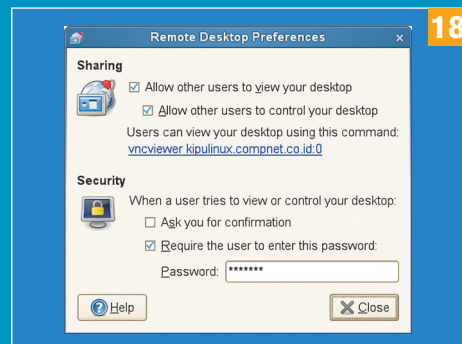 18
Remote Desktop Preferences
Sharing
Allow other users to view your desktop
Allow other users to control your desktop
Users can view your desktop using this command:
vncviewer kipulinux.compnet.co.id:0
Security
When a user tries to view or control your desktop:
Ask you for confirmation
Require the user to enter this password:
Password: *******
Help
Close